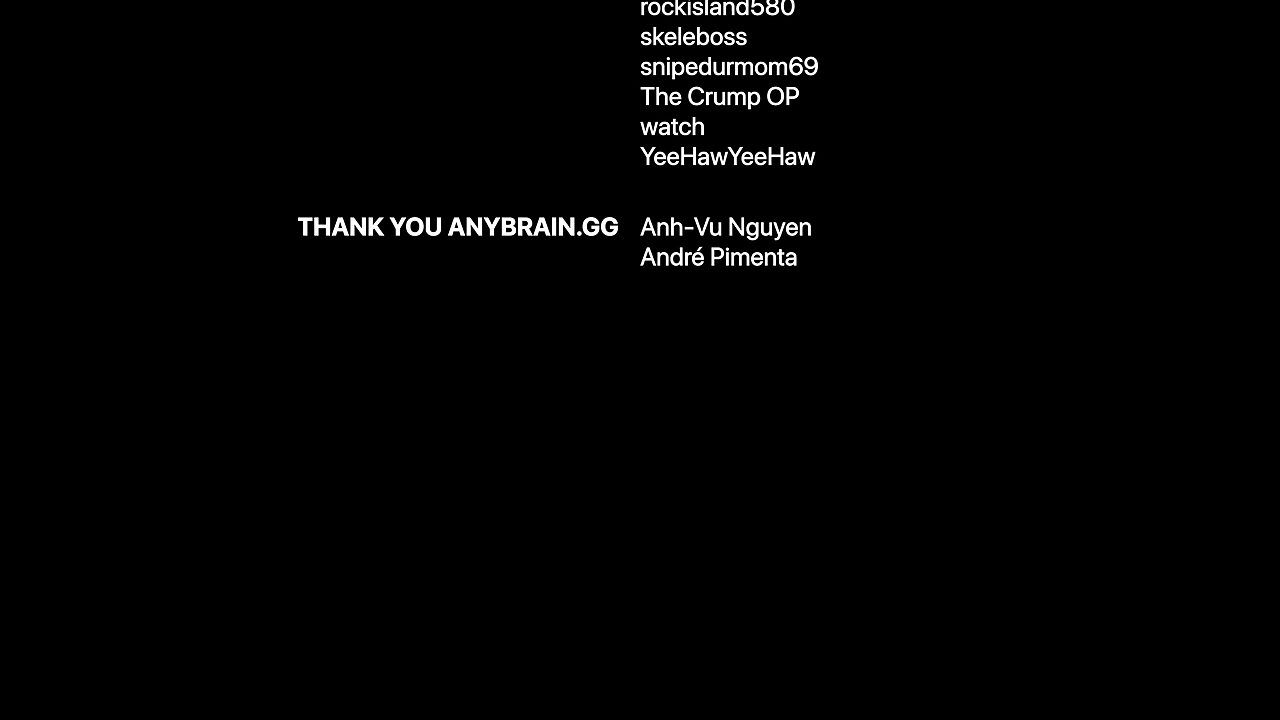 rockisland580
skeleboss
snipedurmom69
The Crump OP
watch
YeeHawYeeHaw
THANK YOU ANYBRAIN.GG Anh-Vu Nguyen
André Pimenta